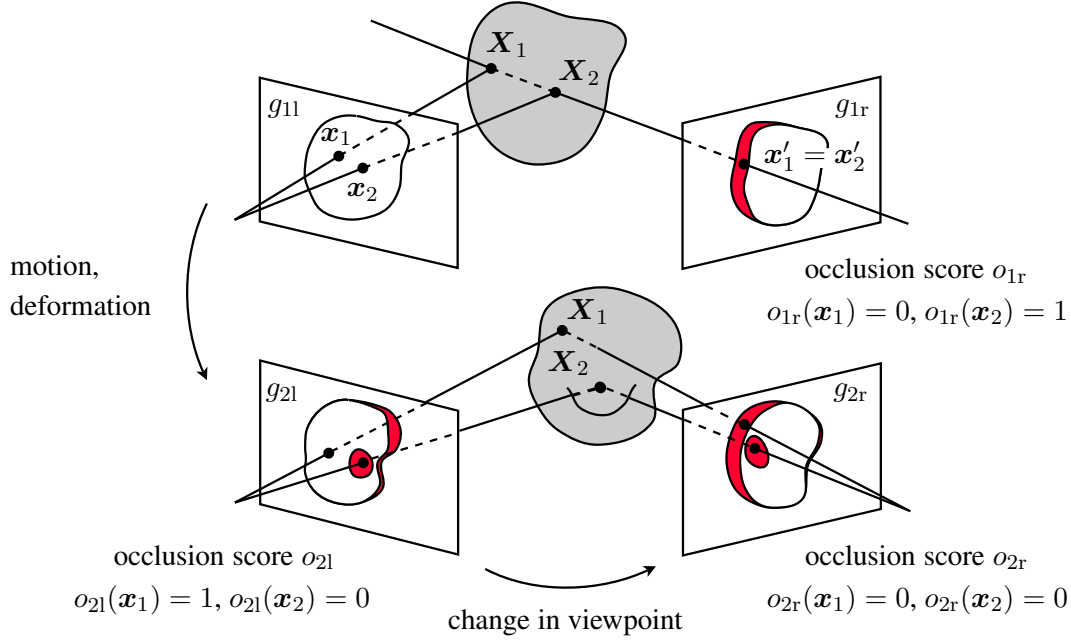 X₁
X₂
g₁ₗ
g₁ᵣ
x₁
x₂
x′₁ = x′₂
motion,
deformation
occlusion score o₁ᵣ
o₁ᵣ(x₁) = 0, o₁ᵣ(x₂) = 1
X₁
X₂
g₂ₗ
g₂ᵣ
occlusion score o₂ₗ
o₂ₗ(x₁) = 1, o₂ₗ(x₂) = 0
change in viewpoint
occlusion score o₂ᵣ
o₂ᵣ(x₁) = 0, o₂ᵣ(x₂) = 0